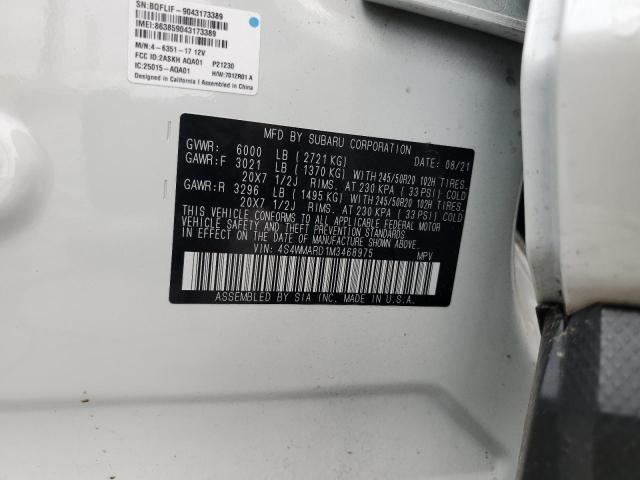 SN:BQFLIF-9043173389
IMEI:863859043173389
M/N:4-6351-17 12V
FCC ID:2ASKH AQA01 P21230
IC:25015-AQA01 H/W:7012R01 A
Designed in California | Assembled in China
MFD BY SUBARU CORPORATION
GVWR: 6000 LB (2721 KG) DATE: 08/21
GAWR:F 3021 LB (1370 KG) WITH 245/50R20 102H TIRES,
20X7 1/2J RIMS, AT 230 KPA (33 PSI) COLD
GAWR:R 3296 LB (1495 KG) WITH 245/50R20 102H TIRES,
20X7 1/2J RIMS, AT 230 KPA (33 PSI) COLD
THIS VEHICLE CONFORMS TO ALL APPLICABLE FEDERAL MOTOR
VEHICLE SAFETY AND THEFT PREVENTION STANDARDS
IN EFFECT ON THE DATE OF MANUFACTURE SHOWN ABOVE.
VIN: 4S4WMARD1M3468975 MPV
ASSEMBLED BY SIA INC. MADE IN U.S.A.